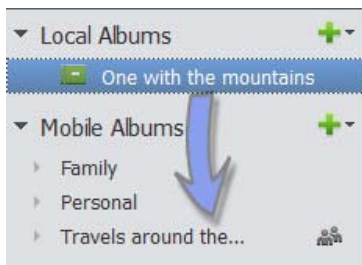 Local Albums
One with the mountains
Mobile Albums
Family
Personal
Travels around the...